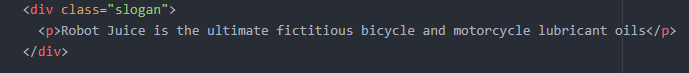 <div class="slogan">
<p>Robot Juice is the ultimate fictitious bicycle and motorcycle lubricant oils</p>
</div>